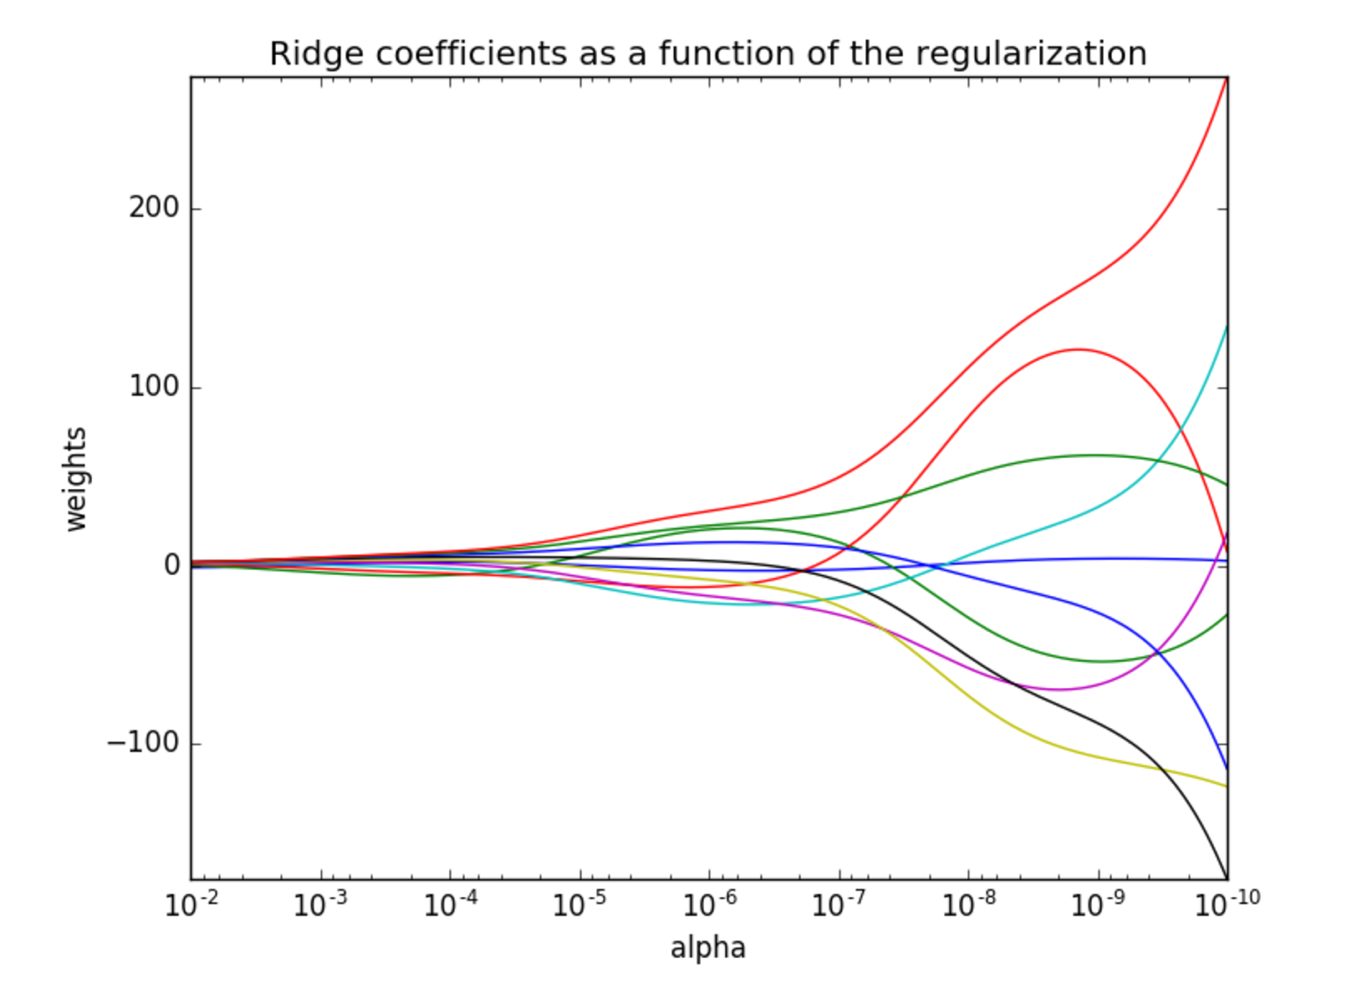 Ridge coefficients as a function of the regularization
200
100
0
−100
weights
10⁻² 10⁻³ 10⁻⁴ 10⁻⁵ 10⁻⁶ 10⁻⁷ 10⁻⁸ 10⁻⁹ 10⁻¹⁰
alpha